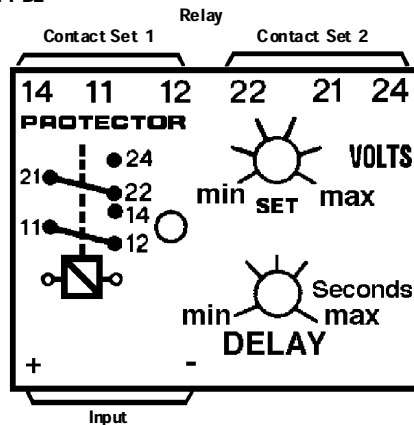 Relay
Contact Set 1 Contact Set 2
14 11 12 22 21 24
PROTECTOR
24
21
22
14
11
12
VOLTS
min SET max
Seconds
min max
DELAY
+ -
Input